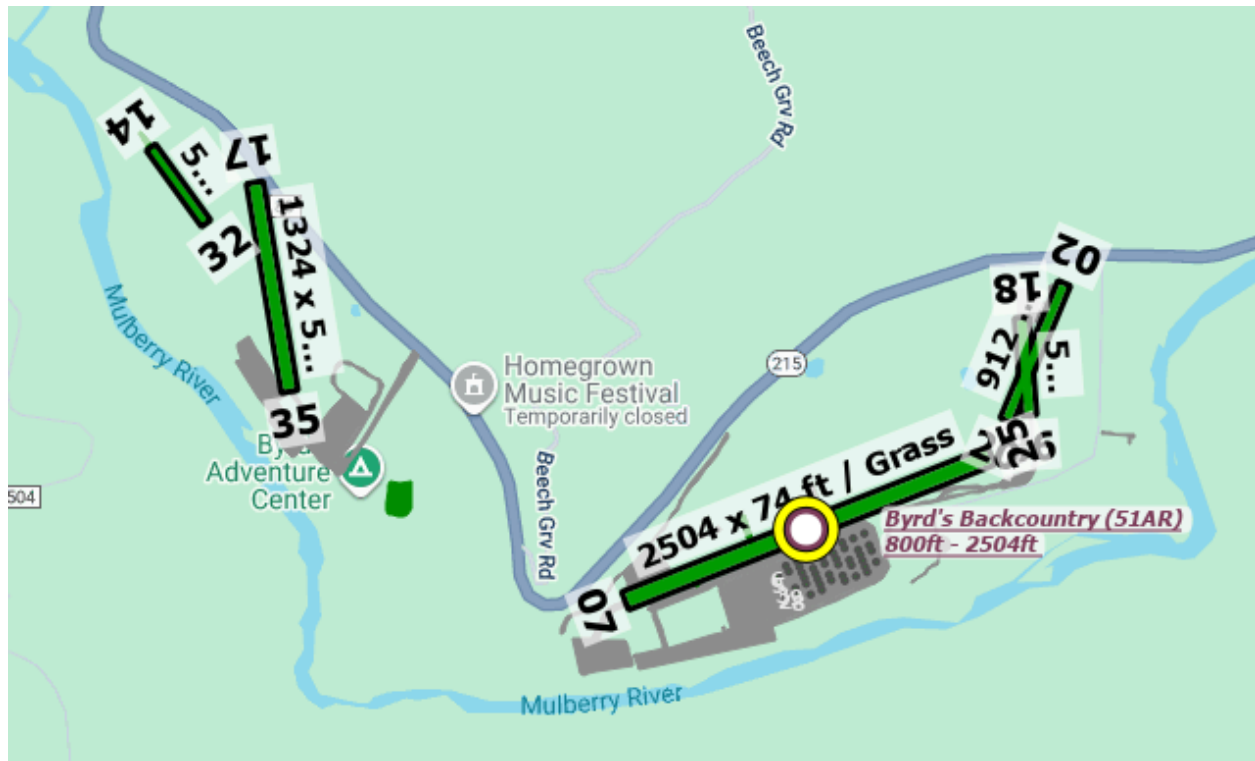 Beech Grv Rd
14
5...
17
32
1324 x 5...
Mulberry River
02
18
912
5...
215
Homegrown
Music Festival
Temporarily closed
35
Adventure
Center
504
Beech Grv Rd
25
2504 x 74 ft / Grass
Byrd's Backcountry (51AR)
800ft - 2504ft
07
28
Mulberry River